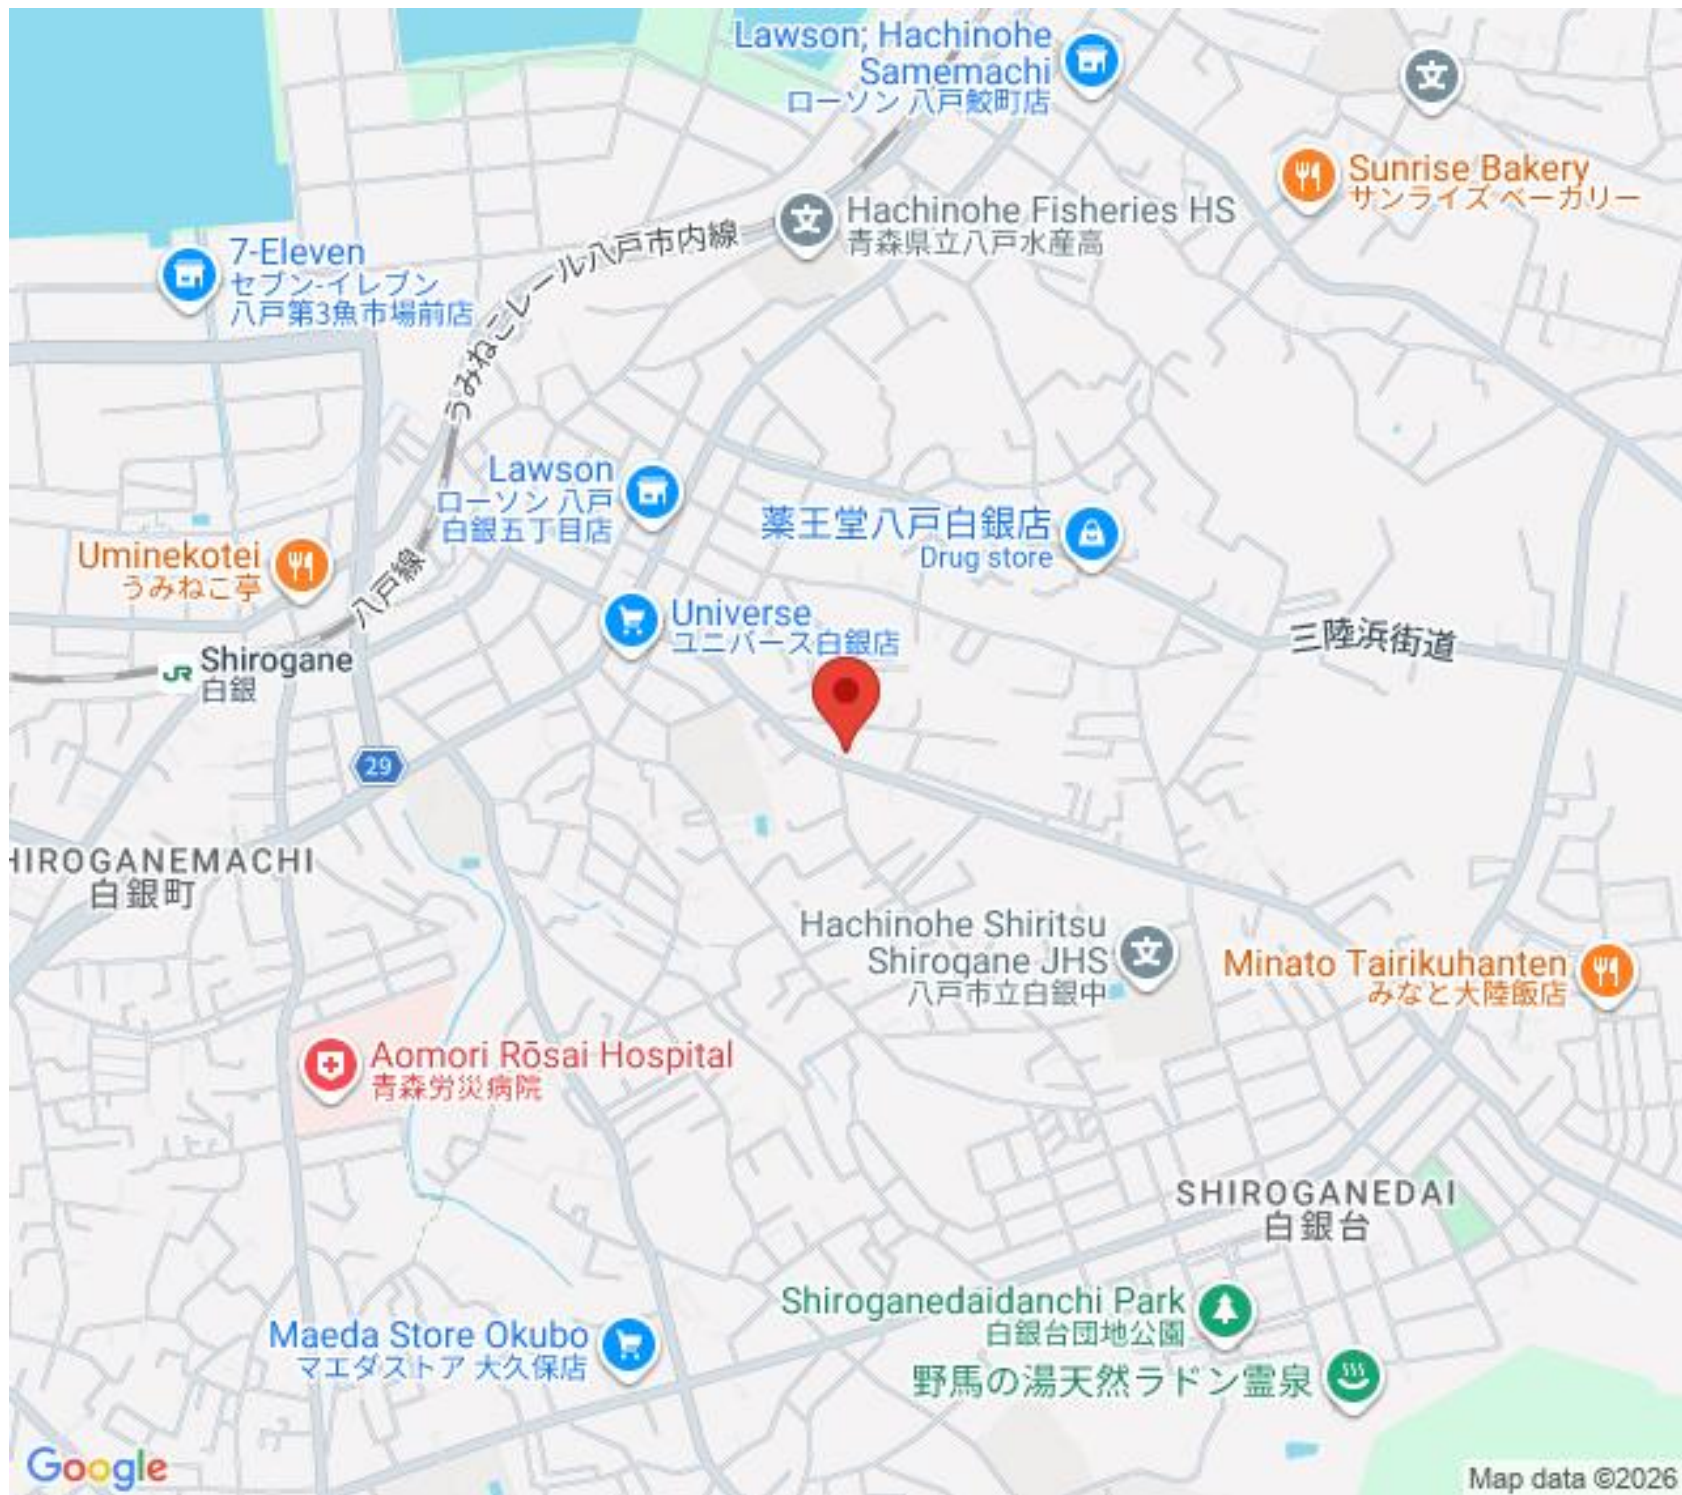 Lawson; Hachinohe
Samemachi
ローソン 八戸鮫町店
文
Sunrise Bakery
サンライズ ベーカリー
文
Hachinohe Fisheries HS
青森県立八戸水産高
7-Eleven
セブン-イレブン
八戸第3魚市場前店
うみねこレール八戸市内線
Lawson
ローソン 八戸
白銀五丁目店
薬王堂八戸白銀店
Drug store
Uminekotei
うみねこ亭
八戸線
Universe
ユニバース白銀店
三陸浜街道
JR
Shirogane
白銀
29
HIROGANEMACHI
白銀町
Hachinohe Shiritsu
Shirogane JHS
八戸市立白銀中
文
Minato Tairikuhanten
みなと大陸飯店
Aomori Rōsai Hospital
青森労災病院
SHIROGANEDAI
白銀台
Shiroganedaidanchi Park
白銀台団地公園
Maeda Store Okubo
マエダストア 大久保店
野馬の湯天然ラドン霊泉
Google
Map data ©2026